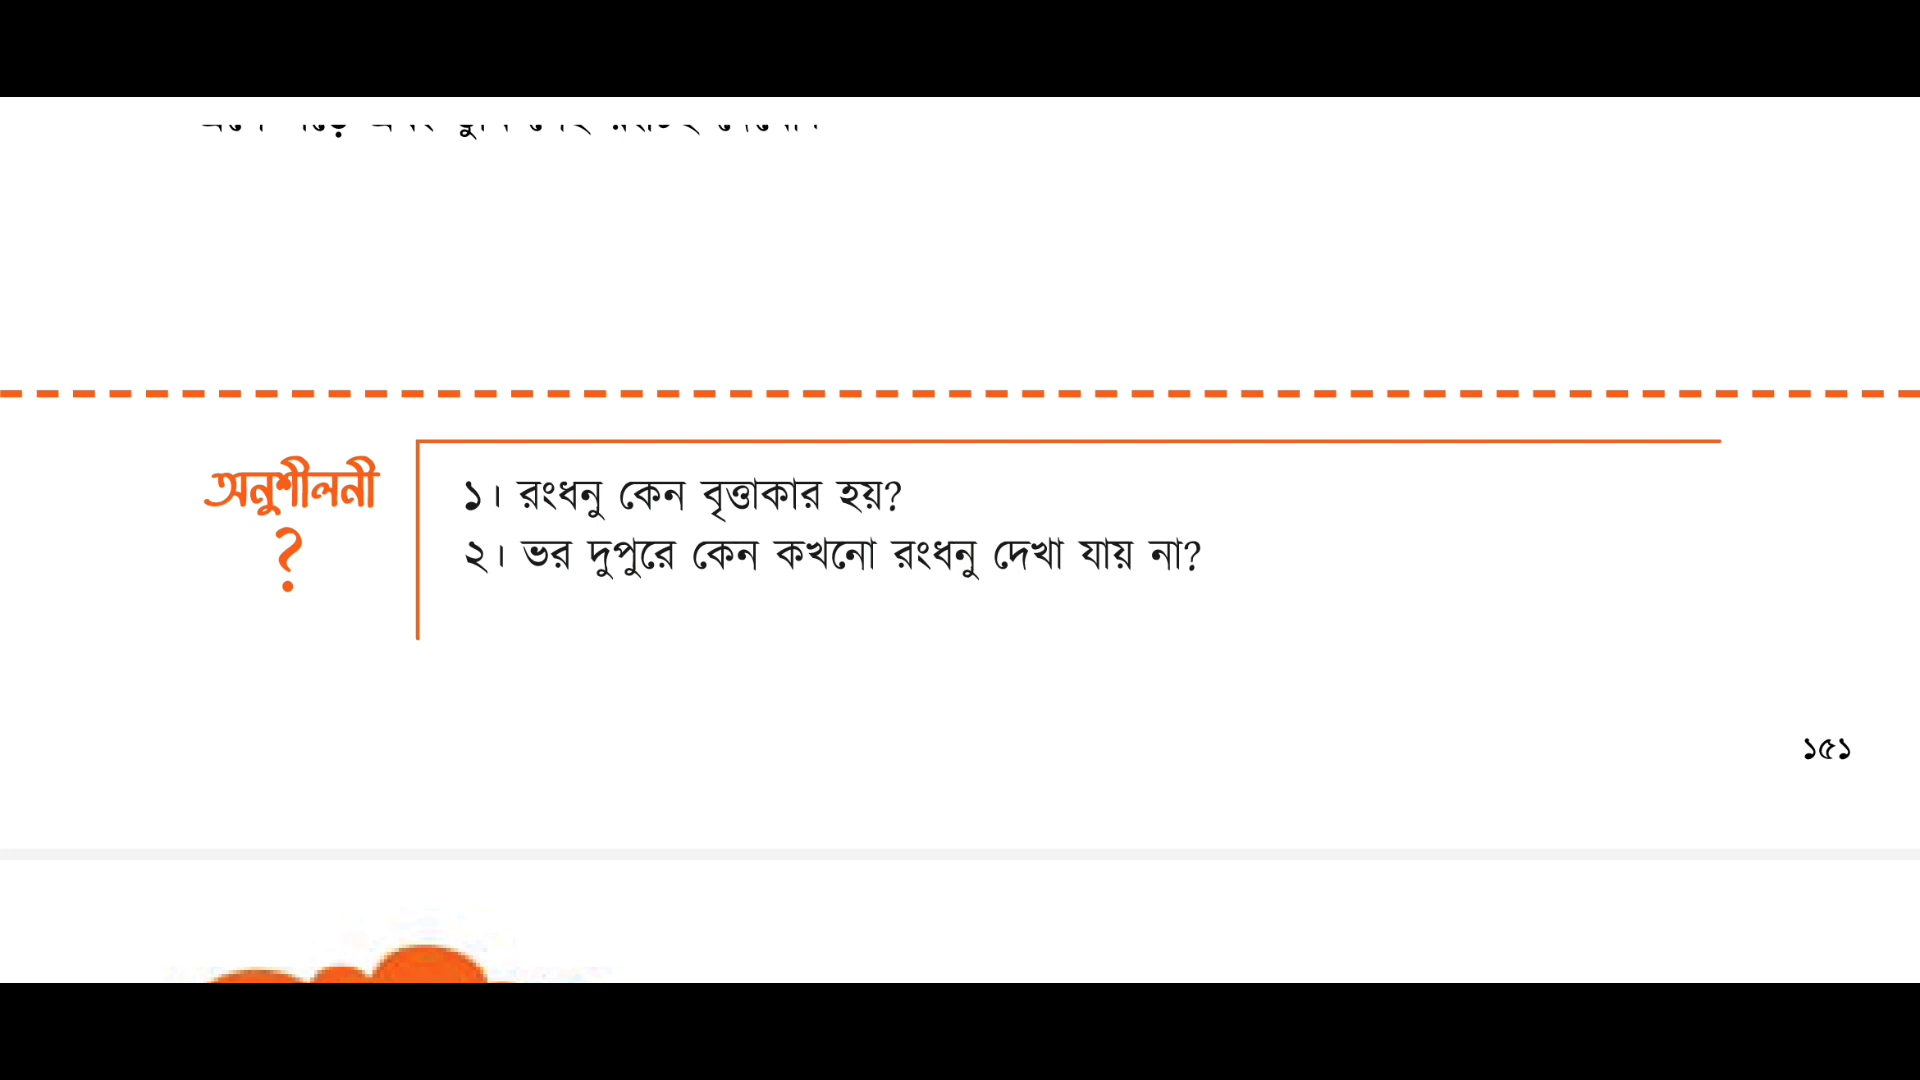 অনুশীলনী
?
১। রংধনু কেন বৃত্তাকার হয়?
২। ভর দুপুরে কেন কখনো রংধনু দেখা যায় না?
১৫১